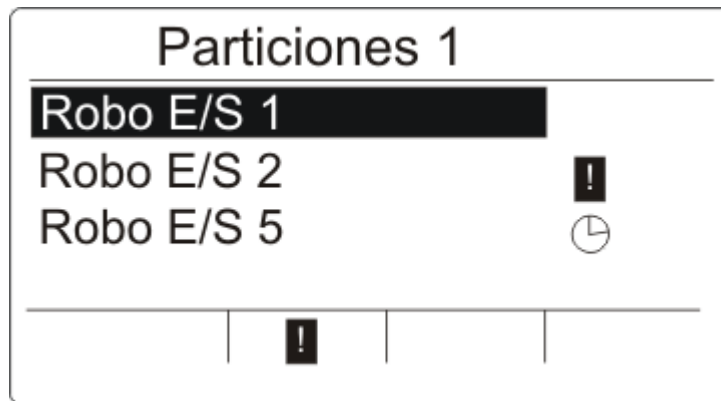 Particiones 1
Robo E/S 1
Robo E/S 2 !
Robo E/S 5
!